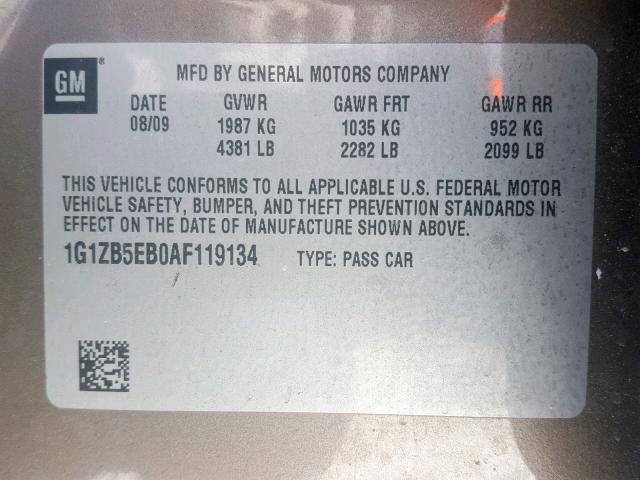 GM ®
MFD BY GENERAL MOTORS COMPANY
DATE GVWR GAWR FRT GAWR RR
08/09 1987 KG 1035 KG 952 KG
4381 LB 2282 LB 2099 LB
THIS VEHICLE CONFORMS TO ALL APPLICABLE U.S. FEDERAL MOTOR
VEHICLE SAFETY, BUMPER, AND THEFT PREVENTION STANDARDS IN
EFFECT ON THE DATE OF MANUFACTURE SHOWN ABOVE.
1G1ZB5EB0AF119134 TYPE: PASS CAR